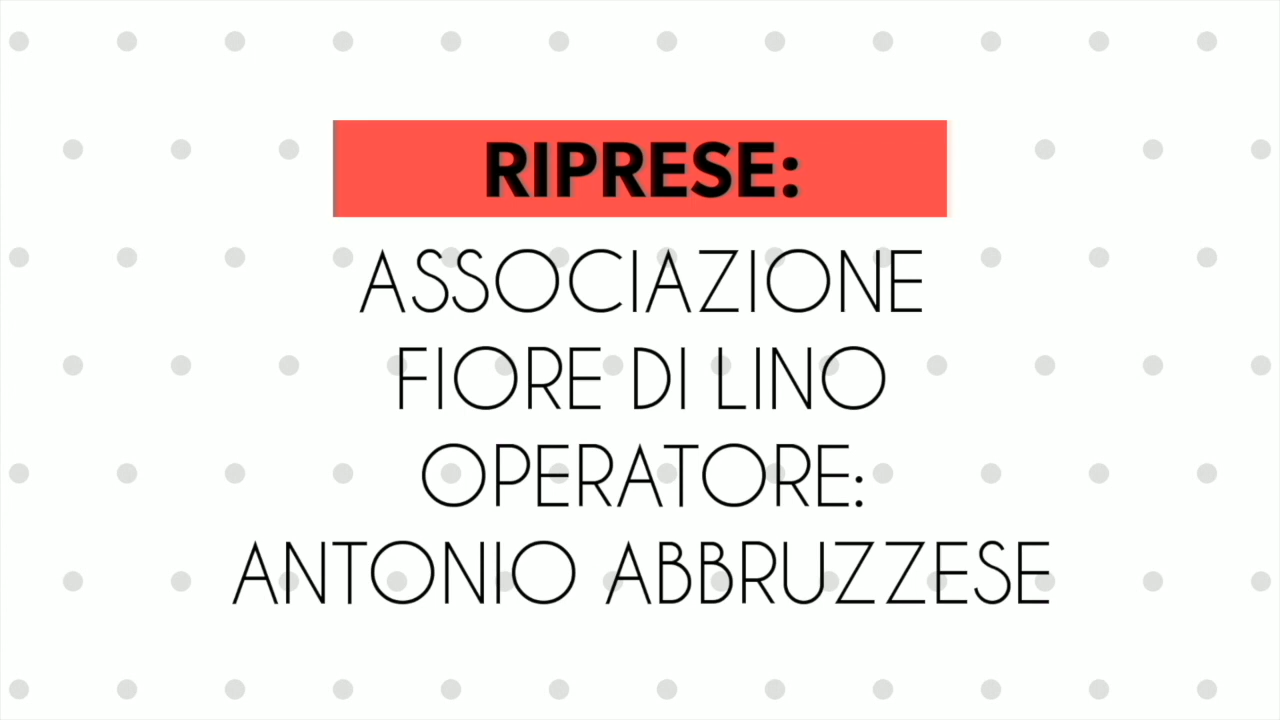 RIPRESE:
ASSOCIAZIONE
FIORE DI LINO
OPERATORE:
ANTONIO ABBRUZZESE